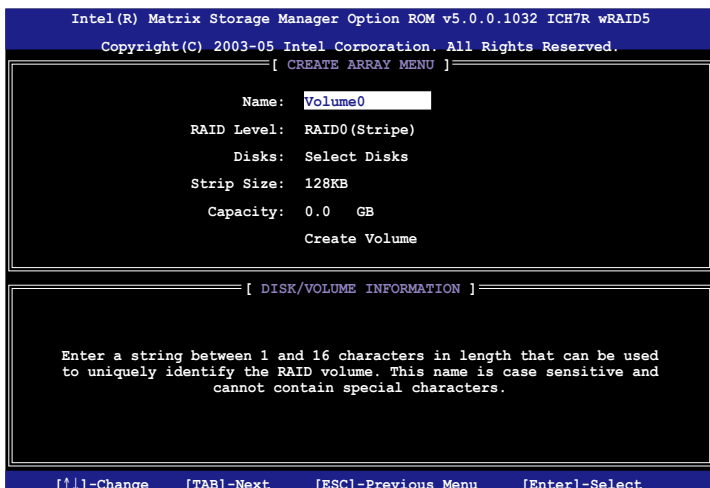 Intel(R) Matrix Storage Manager Option ROM v5.0.0.1032 ICH7R wRAID5
Copyright(C) 2003-05 Intel Corporation. All Rights Reserved.
[ CREATE ARRAY MENU ]
Name: Volume0
RAID Level: RAID0(Stripe)
Disks: Select Disks
Strip Size: 128KB
Capacity: 0.0 GB
Create Volume
[ DISK/VOLUME INFORMATION ]
Enter a string between 1 and 16 characters in length that can be used
to uniquely identify the RAID volume. This name is case sensitive and
cannot contain special characters.
[↑↓]-Change [TAB]-Next [ESC]-Previous Menu [Enter]-Select